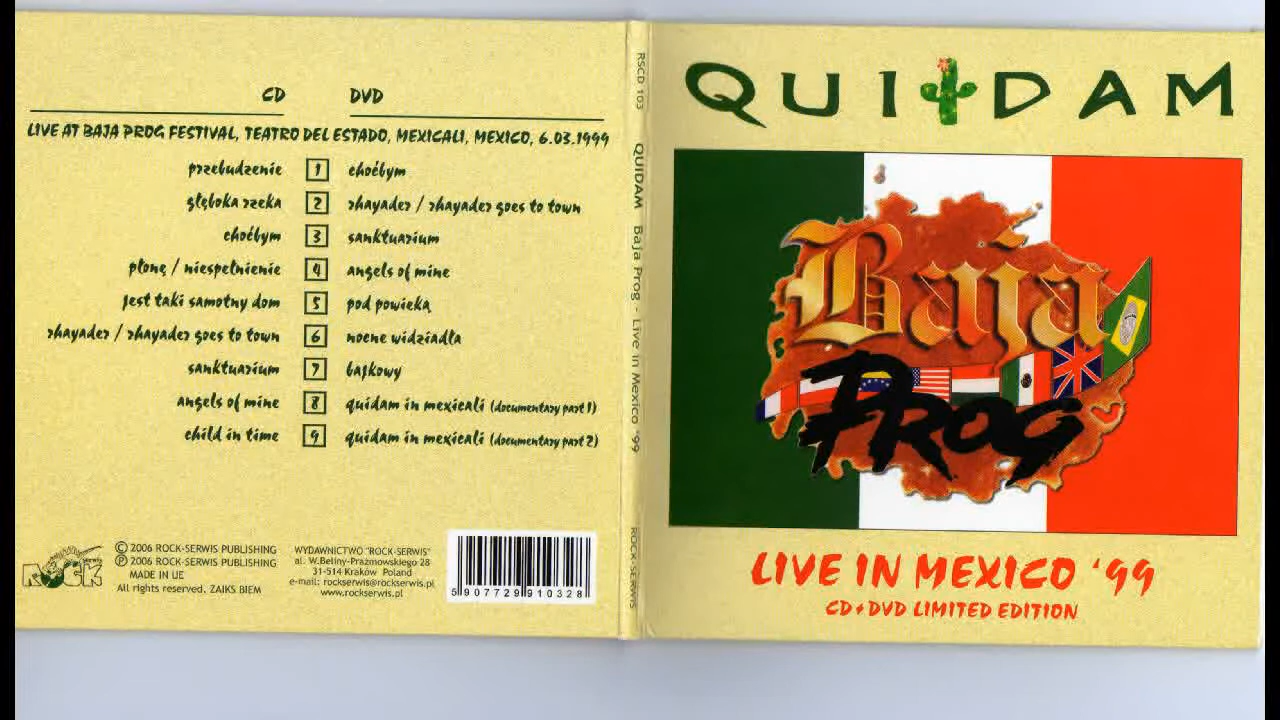 CD DVD
LIVE AT BAJA PROG FESTIVAL, TEATRO DEL ESTADO, MEXICALI, MEXICO, 6.03.1999
przebudzenie 1 choćbym
głęboka rzeka 2 rhayader / rhayader goes to town
choćbym 3 sanktuarium
płonę / niespełnienie 4 angels of mine
jest taki samotny dom 5 pod powieką
rhayader / rhayader goes to town 6 nocne widziadła
sanktuarium 7 bajkowy
angels of mine 8 quidam in mexicali (documentary part 1)
child in time 9 quidam in mexicali (documentary part 2)
ROCK
© 2006 ROCK-SERWIS PUBLISHING
℗ 2006 ROCK-SERWIS PUBLISHING
MADE IN UE
All rights reserved. ZAIKS BIEM
WYDAWNICTWO "ROCK-SERWIS"
al. W.Beliny-Prażmowskiego 28
31-514 Kraków Poland
e-mail: rockserwis@rockserwis.pl
www.rockserwis.pl
5 907729 910328
RSCD 103 QUIDAM Baja Prog - Live in Mexico '99 ROCK-SERWIS
QUIDAM
Baja
PROG
LIVE IN MEXICO '99
CD+DVD LIMITED EDITION